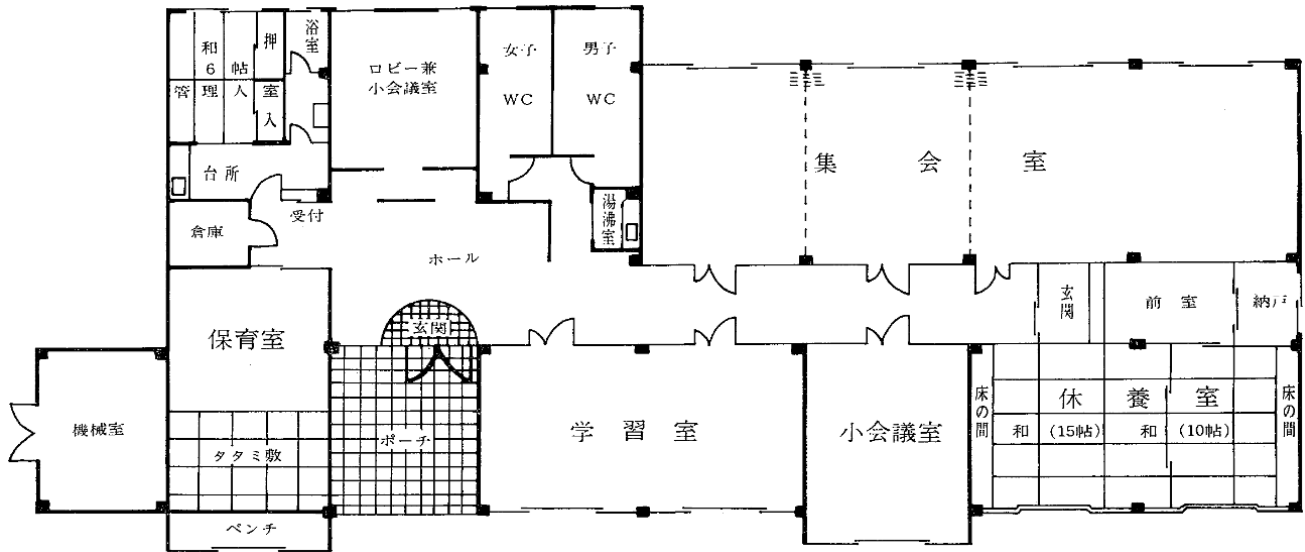 和6帖
管理人室
押入
浴室
ロビー兼
小会議室
女子
WC
男子
WC
集会室
台所
受付
倉庫
湯沸室
ホール
玄関
前室
納戸
保育室
玄関
機械室
タタミ敷
ポーチ
学習室
小会議室
床の間
休養室
和(15帖)
和(10帖)
床の間
ベンチ